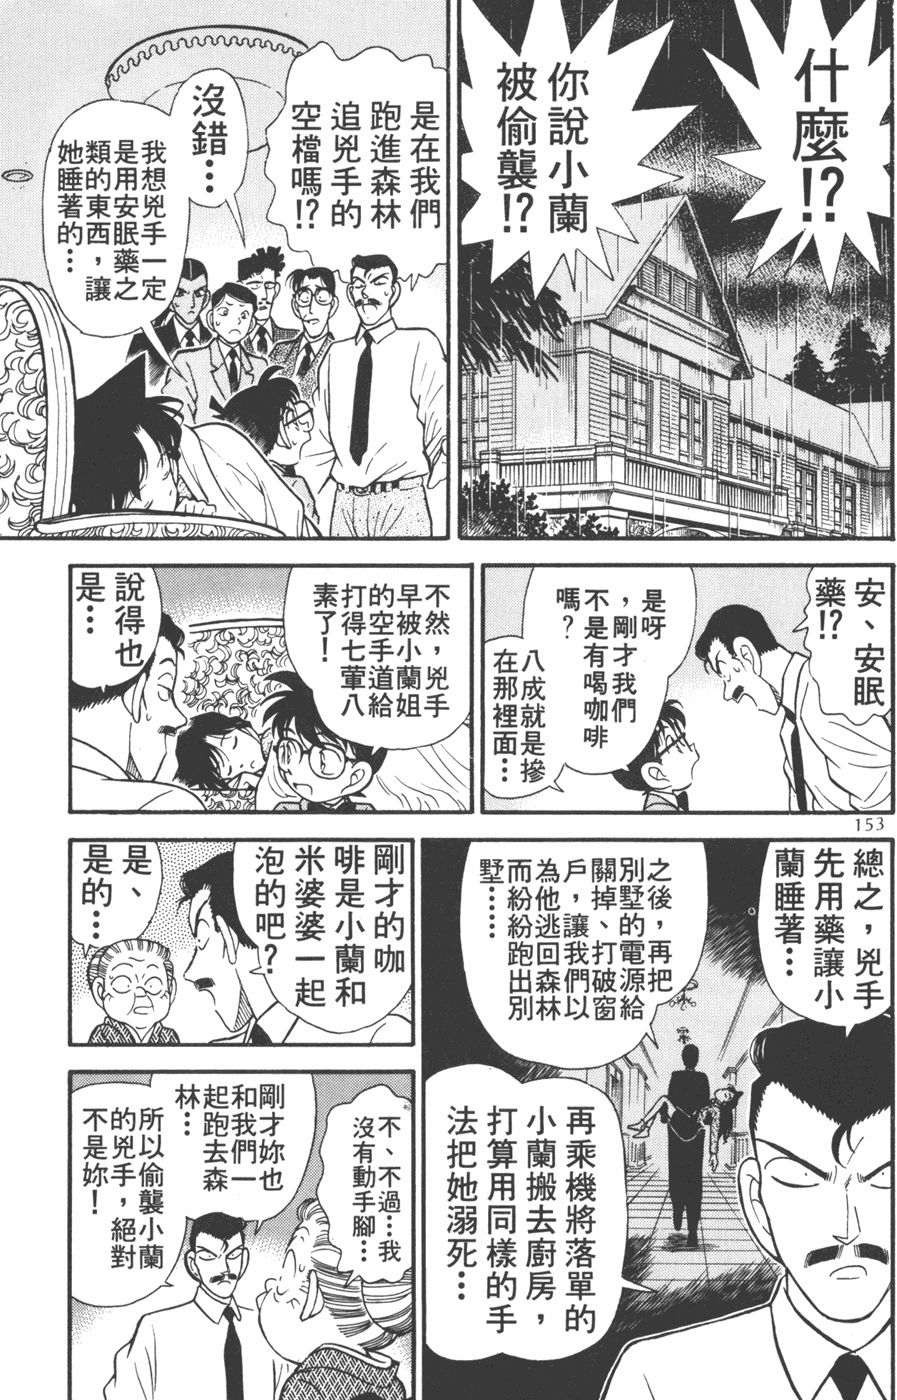 什麼!?
你說小蘭
被偷襲!?
是在我們
跑進森林
追兇手的
空檔嗎!?
沒錯…
我想兇手一定
是用安眠藥之
類的東西，讓
她睡著的…
安、安眠
藥!?
是呀
，剛才我們
不是有喝咖啡
嗎？
八成就是摻
在那裡面…
不然，兇手
早被小蘭姐
的空手道給
打得七葷八
素了！
說得也
是…
153
總之，兇手
先用藥讓小
蘭睡著…
之後，再把
別墅的電源給
關掉、打破窗
戶，讓我們以
為他逃回森林
而紛紛跑出別
墅……
再乘機將落單的
小蘭搬去廚房，
打算用同樣的手
法把她溺死…
剛才的咖
啡是小蘭和
米婆婆一起
泡的吧？
是、
是的…
不、不過…我
沒有動手腳…
剛才妳也
和我們一
起跑去森
林…
所以偷襲小蘭
的兇手，絕對
不是妳！